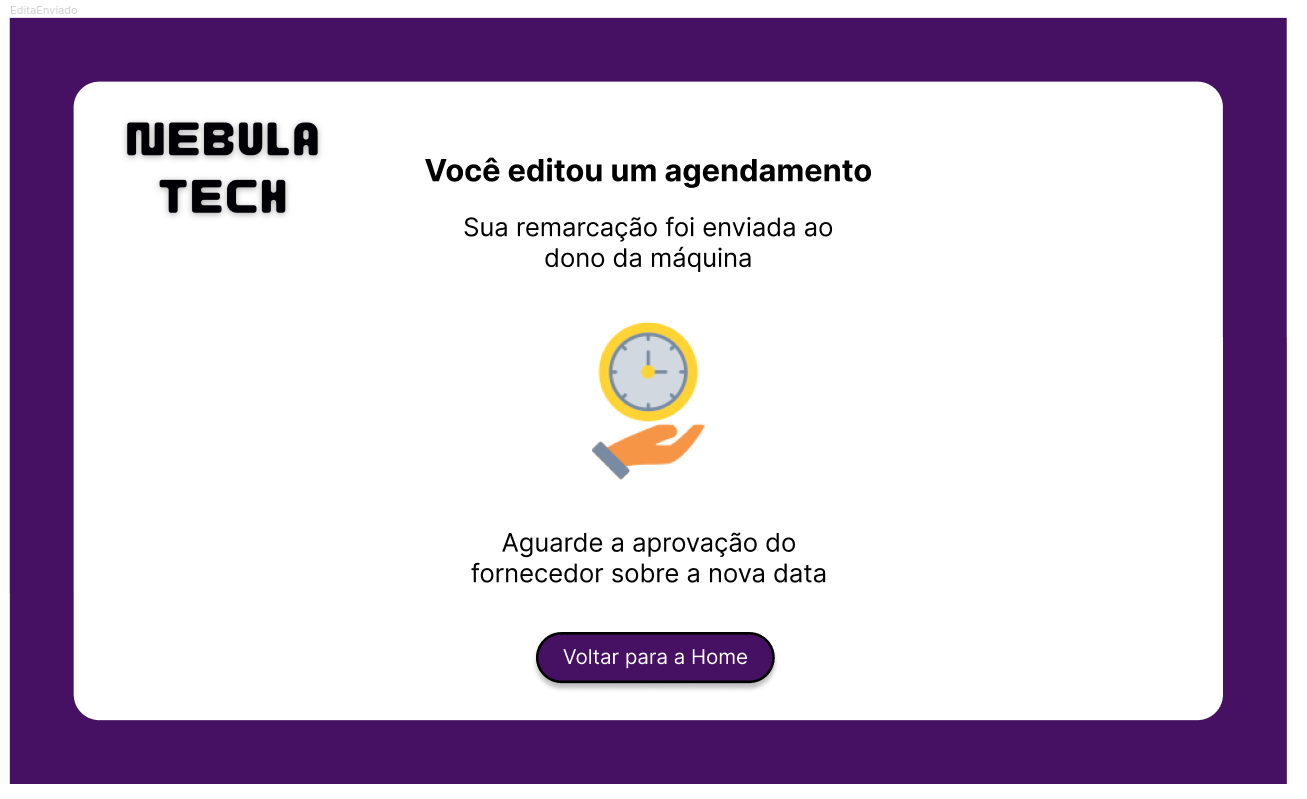 EditaEnviado
NEBULA
TECH
Você editou um agendamento
Sua remarcação foi enviada ao
dono da máquina
Aguarde a aprovação do
fornecedor sobre a nova data
Voltar para a Home